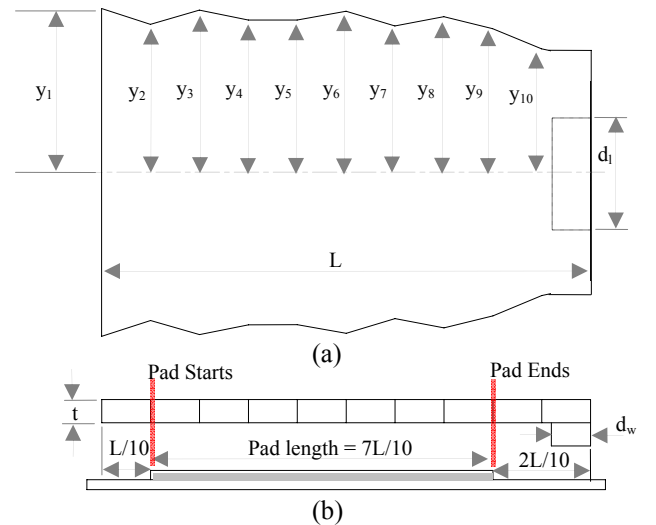 y₁
y₂
y₃
y₄
y₅
y₆
y₇
y₈
y₉
y₁₀
dₗ
L
(a)
Pad Starts
Pad Ends
t
d_w
L/10
Pad length = 7L/10
2L/10
(b)